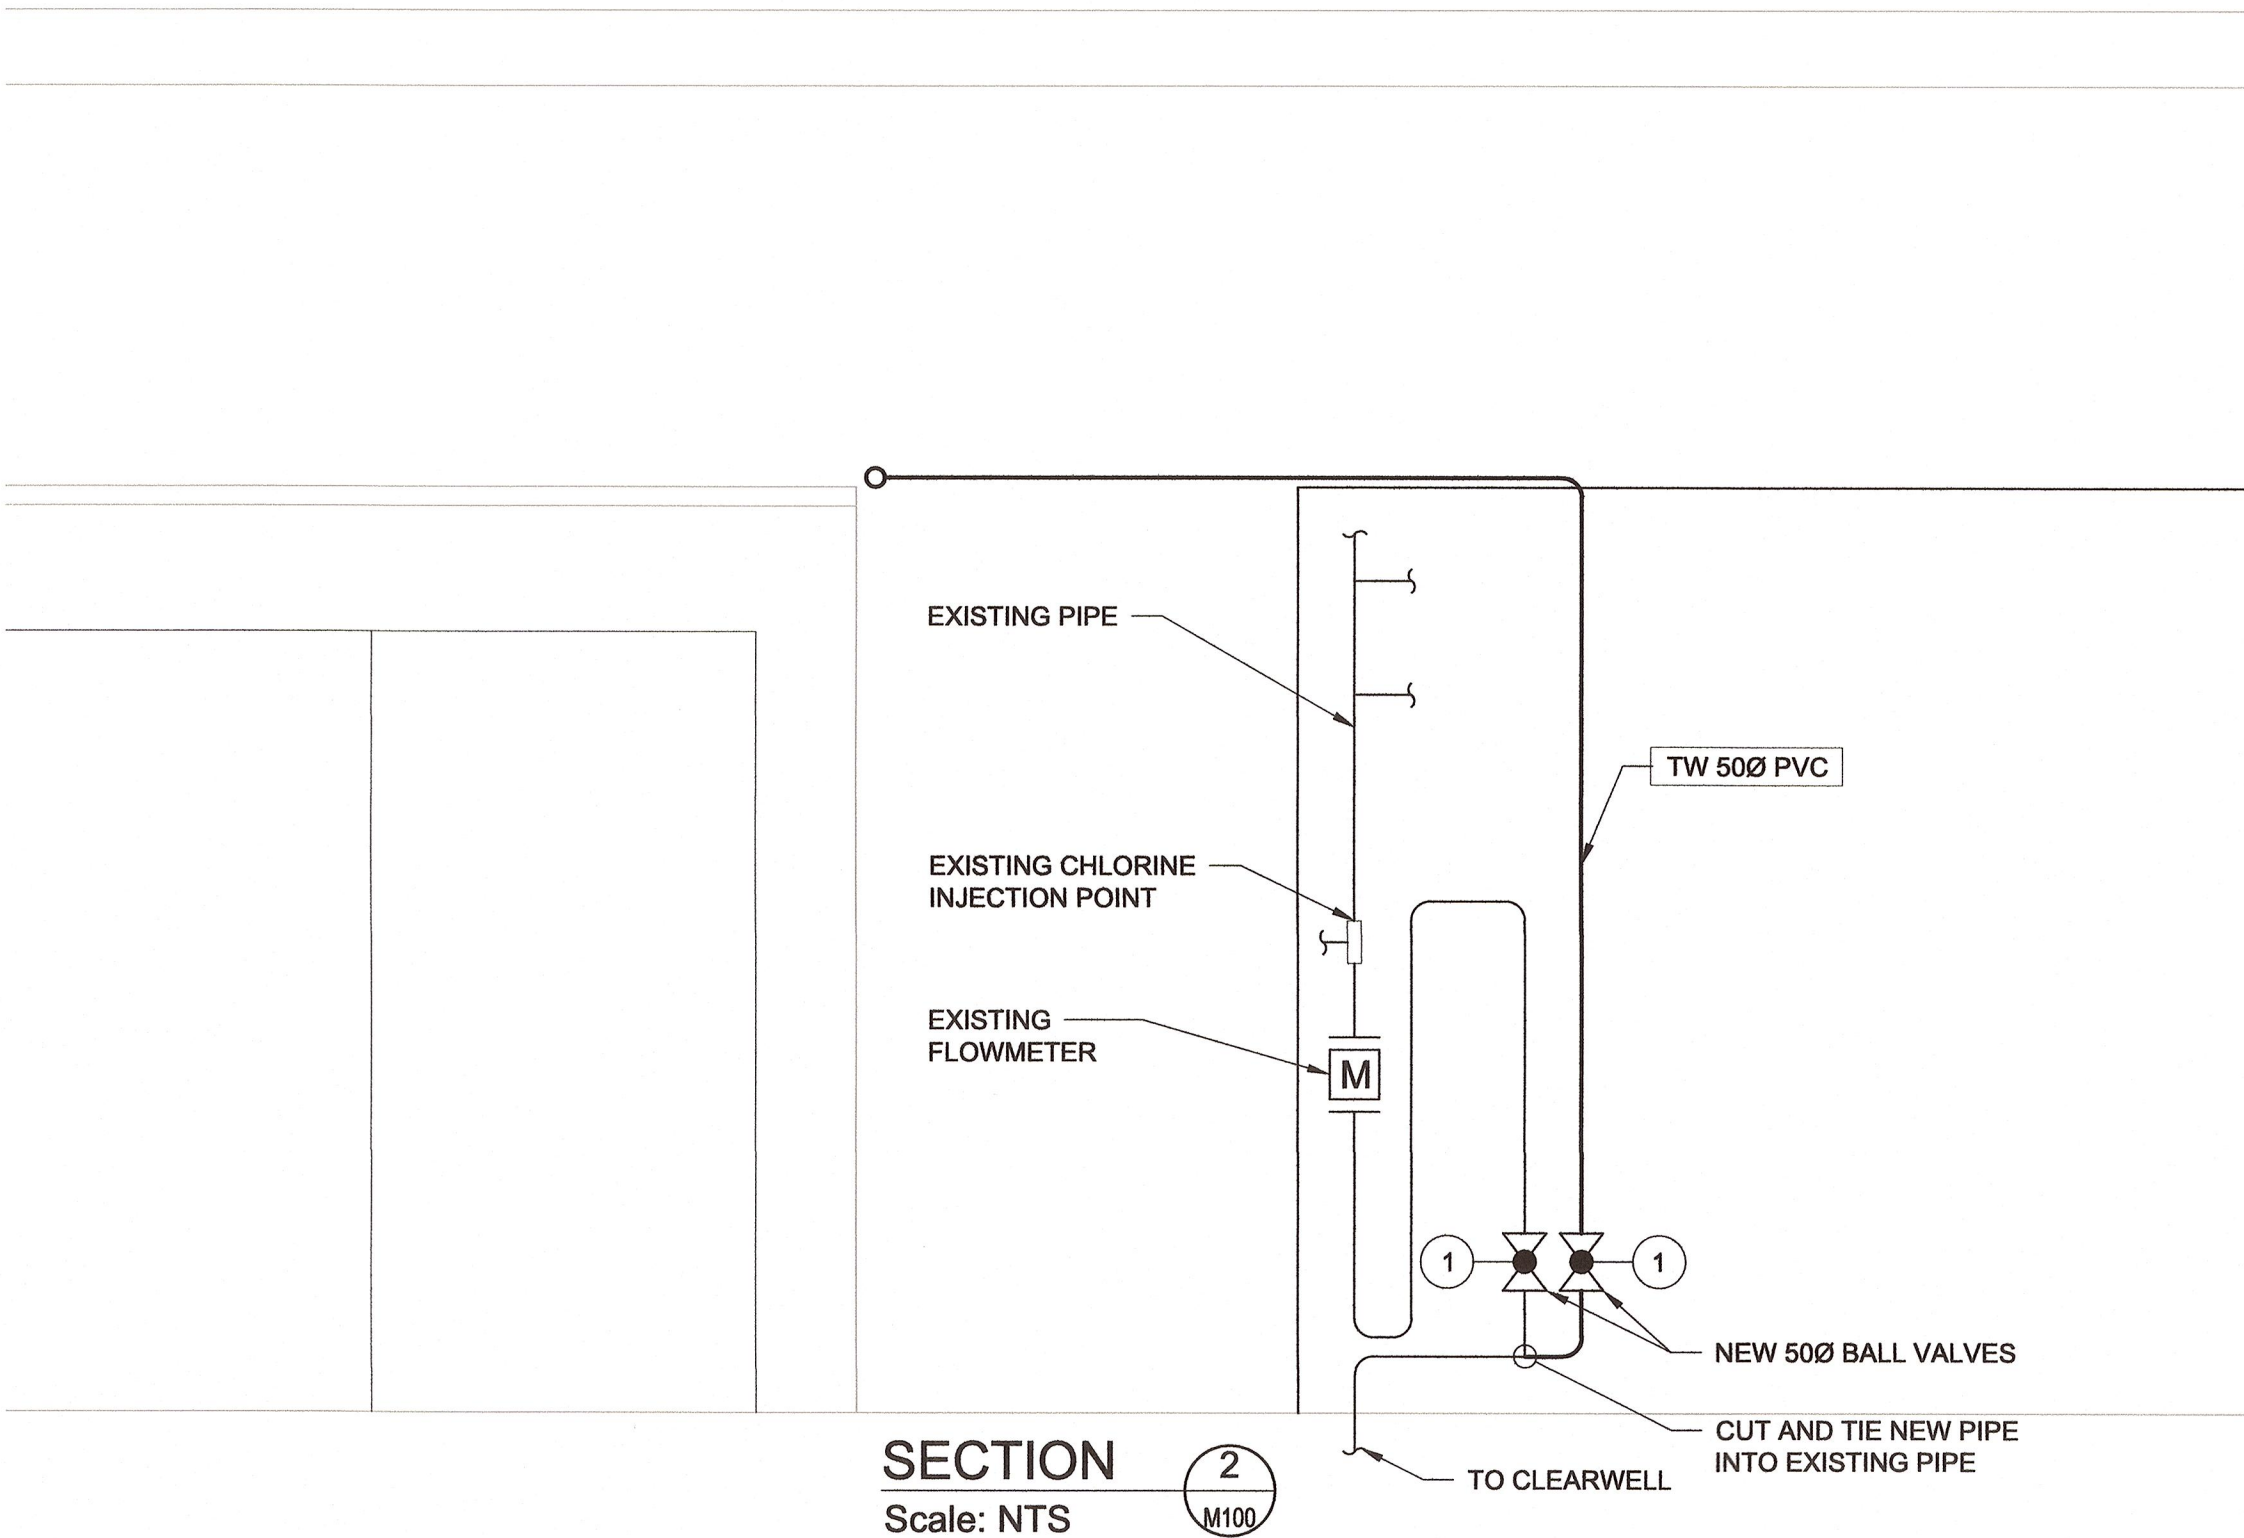 EXISTING PIPE
TW 50Ø PVC
EXISTING CHLORINE
INJECTION POINT
EXISTING
FLOWMETER
M
1
1
NEW 50Ø BALL VALVES
CUT AND TIE NEW PIPE
INTO EXISTING PIPE
TO CLEARWELL
SECTION
2
M100
Scale: NTS